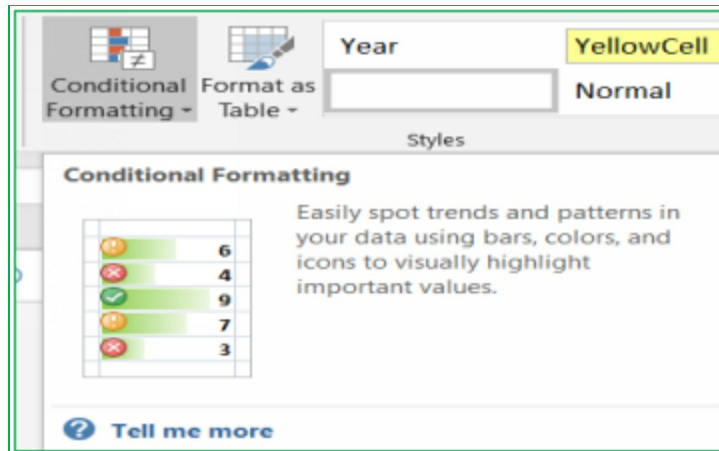 Conditional Formatting
Format as Table
Year
YellowCell
Normal
Styles
Conditional Formatting
Easily spot trends and patterns in
your data using bars, colors, and
icons to visually highlight
important values.
6
4
9
7
3
Tell me more